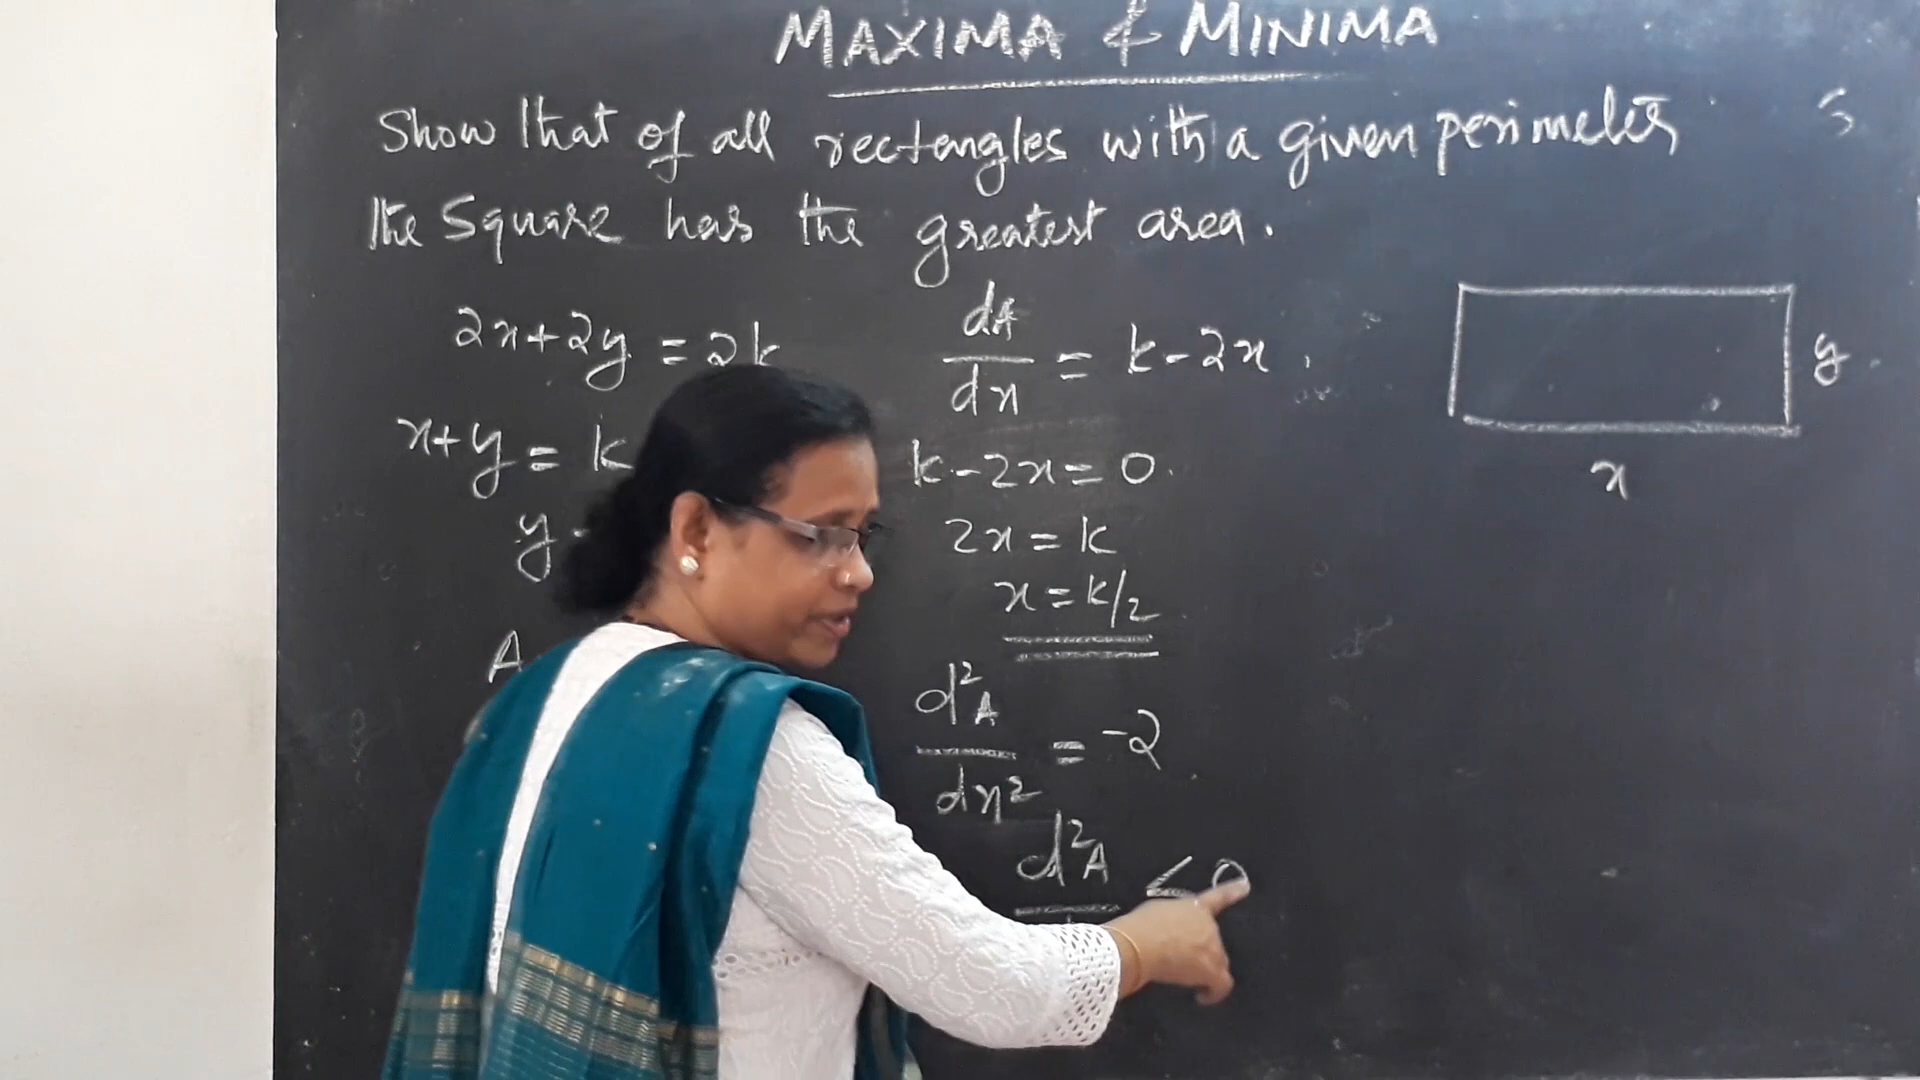 MAXIMA & MINIMA
Show that of all rectangles with a given perimeter
the Square has the greatest area.
2x+2y = 2k
x+y = k
y
A
dA/dx = k-2x
k-2x=0
2x=k
x=k/2
d²A/dx² = -2
d²A < 0
y
x